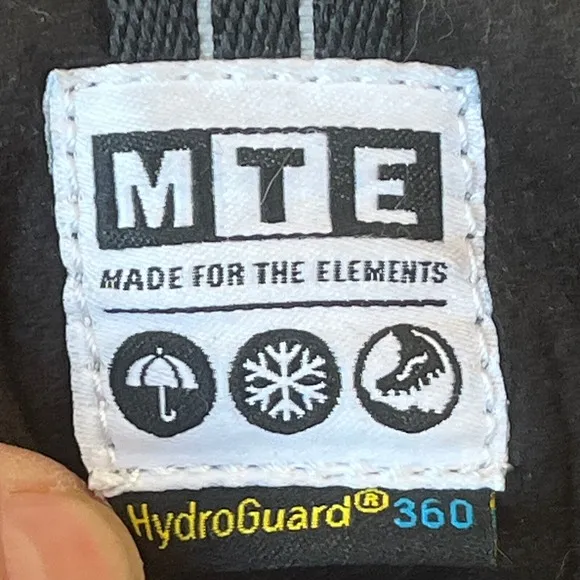 MTE
MADE FOR THE ELEMENTS
HydroGuard® 360